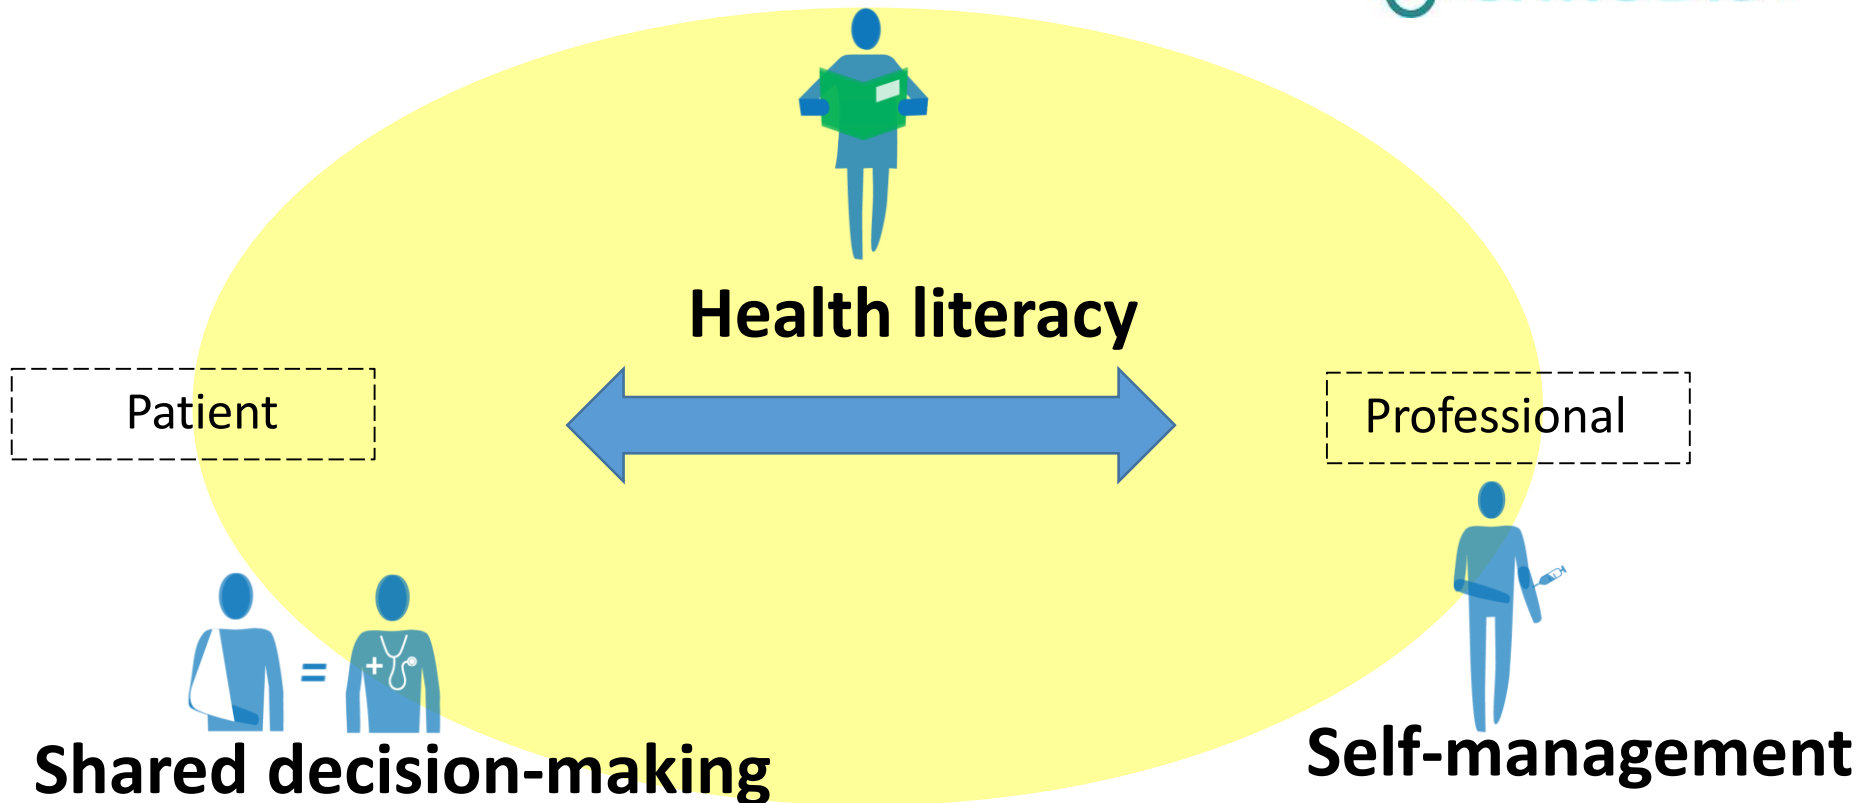 Health literacy
Patient
Professional
=
Shared decision-making
Self-management